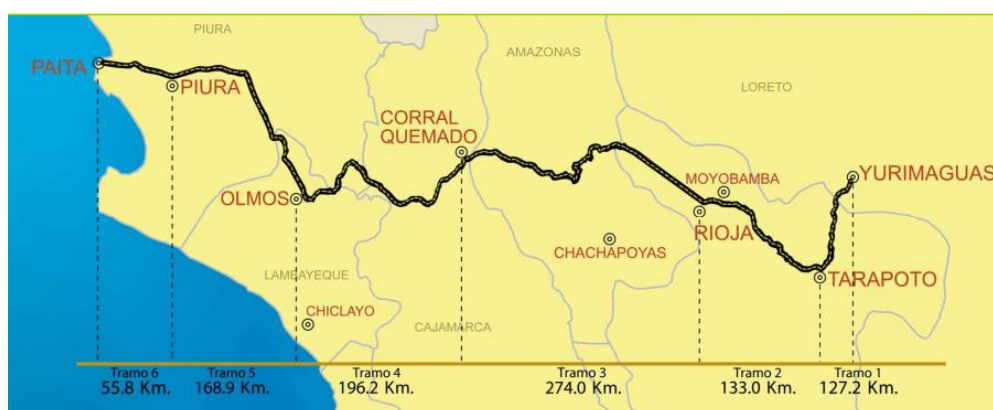 PIURA
AMAZONAS
PAITA
PIURA
LORETO
CORRAL
QUEMADO
MOYOBAMBA
YURIMAGUAS
OLMOS
RIOJA
CHACHAPOYAS
LAMBAYEQUE
TARAPOTO
CHICLAYO
CAJAMARCA
Tramo 6 Tramo 5 Tramo 4 Tramo 3 Tramo 2 Tramo 1
55.8 Km. 168.9 Km. 196.2 Km. 274.0 Km. 133.0 Km. 127.2 Km.